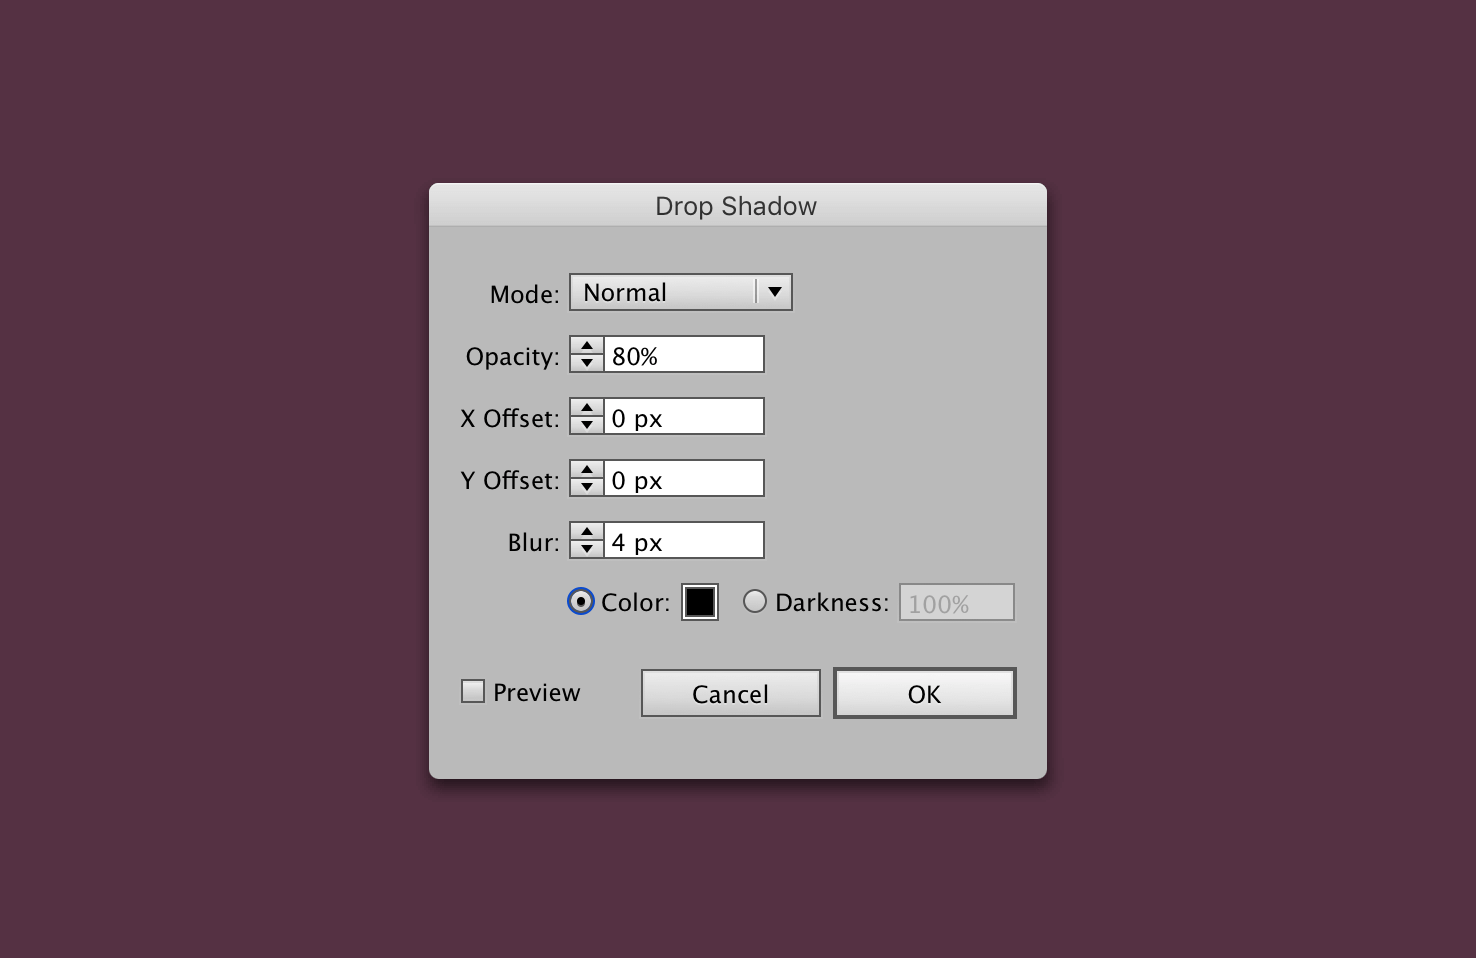 Drop Shadow
Mode: Normal
Opacity: 80%
X Offset: 0 px
Y Offset: 0 px
Blur: 4 px
Color: Darkness: 100%
Preview Cancel OK